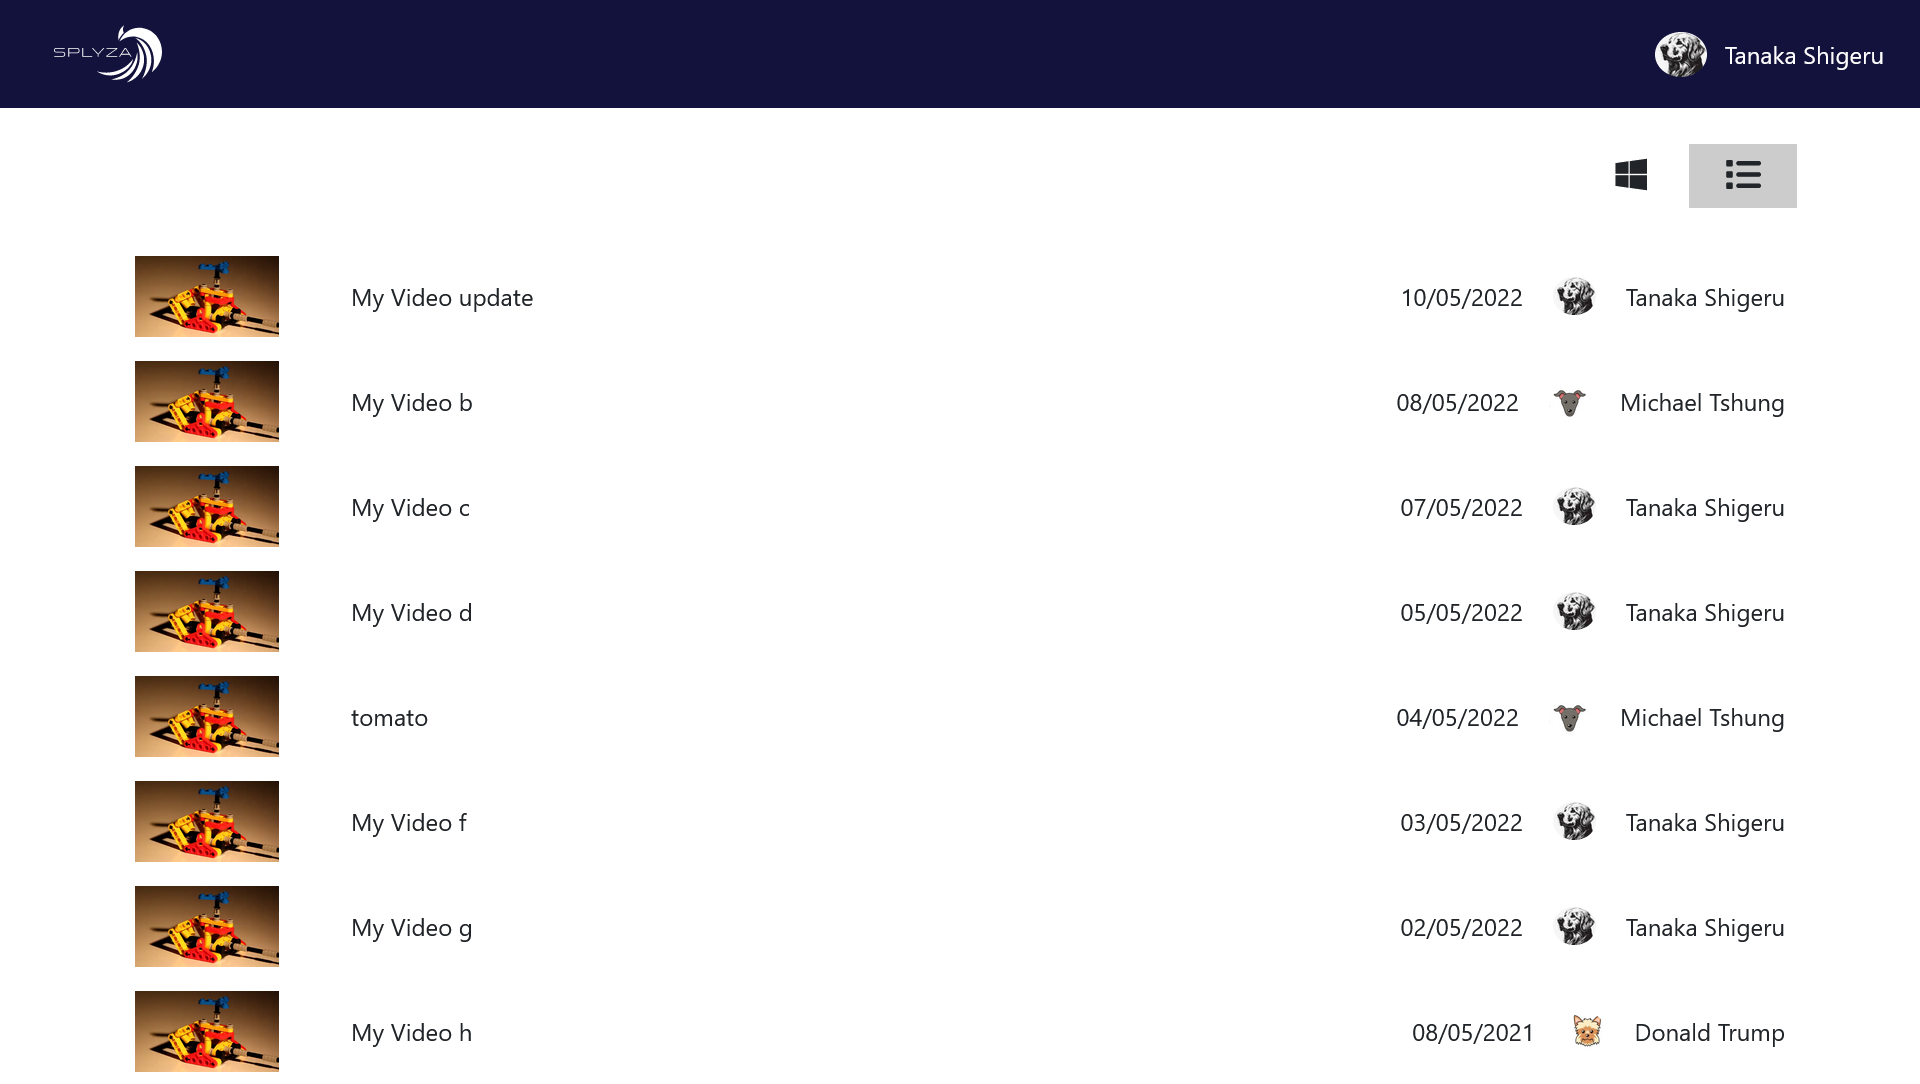 SPLYZA
Tanaka Shigeru
My Video update 10/05/2022 Tanaka Shigeru
My Video b 08/05/2022 Michael Tshung
My Video c 07/05/2022 Tanaka Shigeru
My Video d 05/05/2022 Tanaka Shigeru
tomato 04/05/2022 Michael Tshung
My Video f 03/05/2022 Tanaka Shigeru
My Video g 02/05/2022 Tanaka Shigeru
My Video h 08/05/2021 Donald Trump